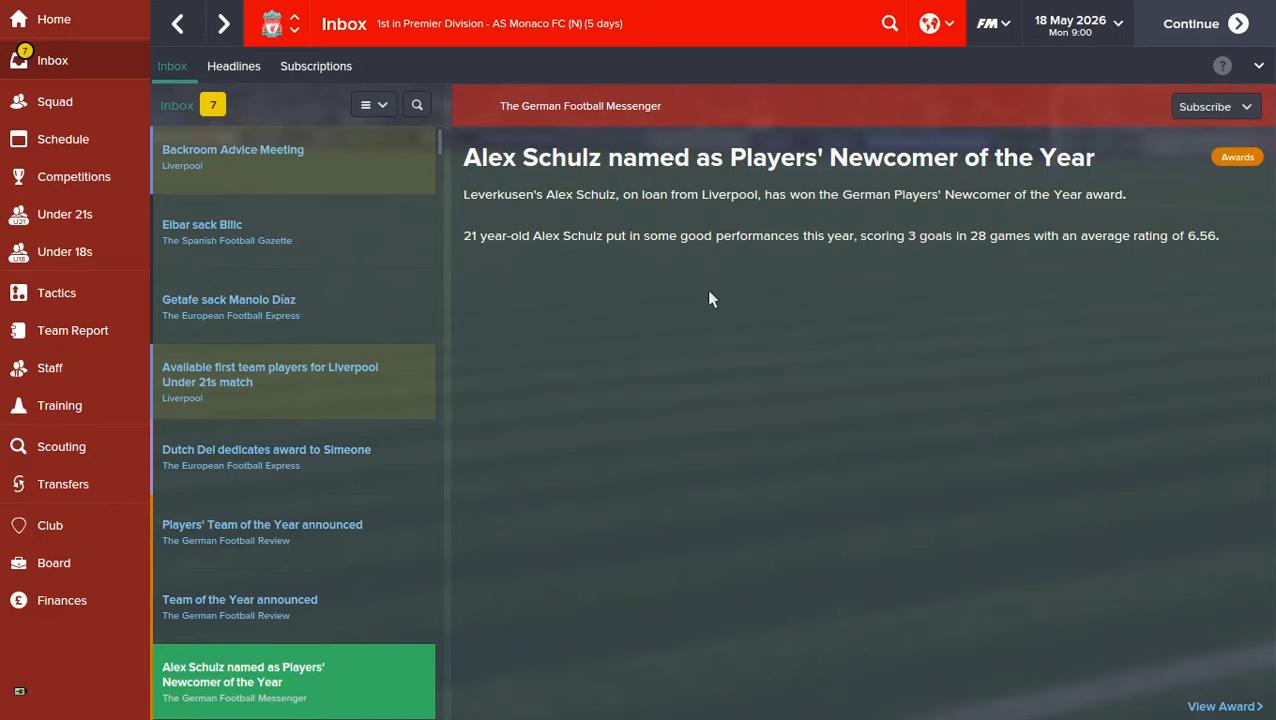 Home
7
Inbox
Squad
Schedule
Competitions
U21
Under 21s
U18
Under 18s
Tactics
Team Report
Staff
Training
Scouting
Transfers
Club
Board
Finances
Inbox
1st in Premier Division - AS Monaco FC (N) (5 days)
FM
18 May 2026
Mon 9:00
Continue
Inbox
Headlines
Subscriptions
?
Inbox
7
Backroom Advice Meeting
Liverpool
Eibar sack Bilic
The Spanish Football Gazette
Getafe sack Manolo Díaz
The European Football Express
Available first team players for Liverpool
Under 21s match
Liverpool
Dutch Del dedicates award to Simeone
The European Football Express
Players' Team of the Year announced
The German Football Review
Team of the Year announced
The German Football Review
Alex Schulz named as Players'
Newcomer of the Year
The German Football Messenger
The German Football Messenger
Subscribe
Alex Schulz named as Players' Newcomer of the Year
Awards
Leverkusen's Alex Schulz, on loan from Liverpool, has won the German Players' Newcomer of the Year award.
21 year-old Alex Schulz put in some good performances this year, scoring 3 goals in 28 games with an average rating of 6.56.
View Award